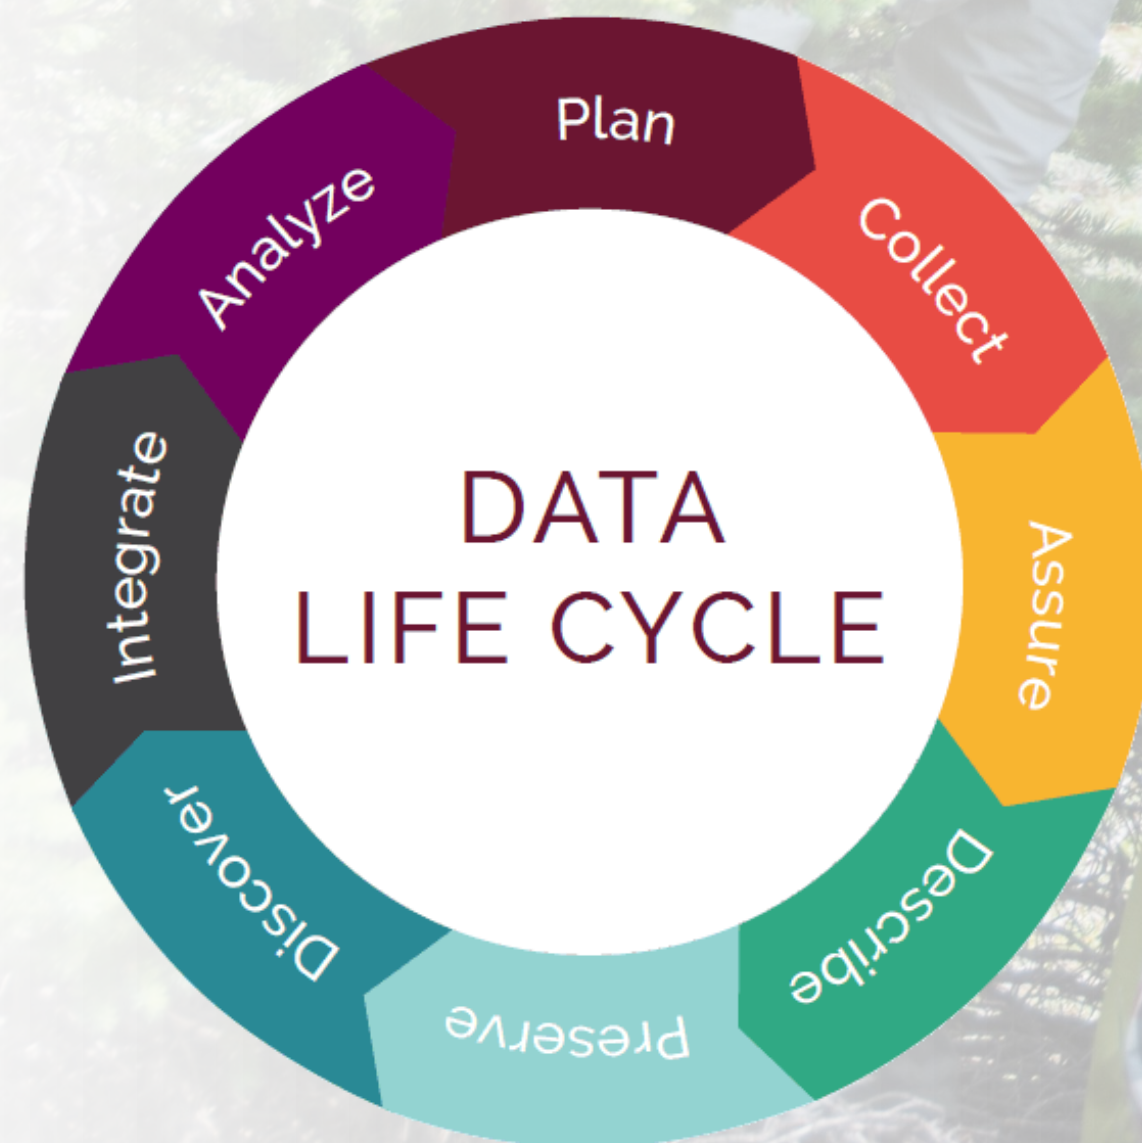 Plan
Collect
Assure
Describe
Preserve
Discover
Integrate
Analyze
DATA
LIFE CYCLE